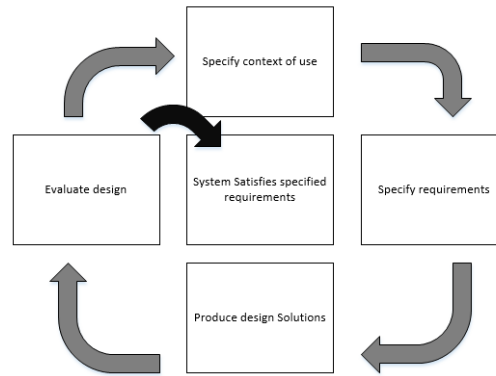 Specify context of use
Evaluate design
System Satisfies specified
requirements
Specify requirements
Produce design Solutions